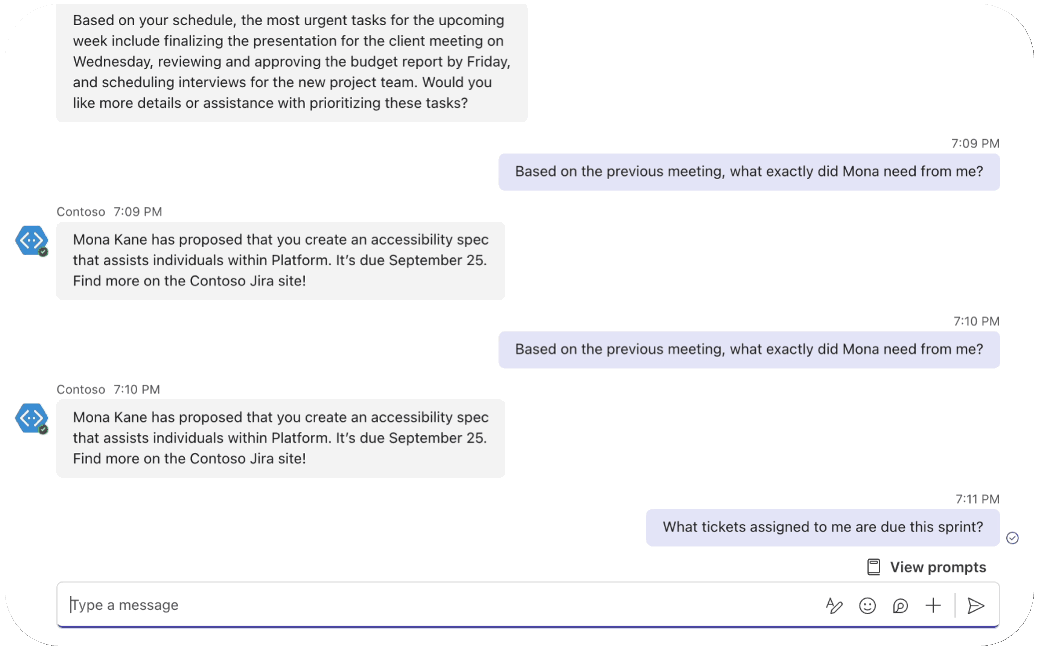 Based on your schedule, the most urgent tasks for the upcoming
week include finalizing the presentation for the client meeting on
Wednesday, reviewing and approving the budget report by Friday,
and scheduling interviews for the new project team. Would you
like more details or assistance with prioritizing these tasks?
7:09 PM
Based on the previous meeting, what exactly did Mona need from me?
Contoso 7:09 PM
Mona Kane has proposed that you create an accessibility spec
that assists individuals within Platform. It’s due September 25.
Find more on the Contoso Jira site!
7:10 PM
Based on the previous meeting, what exactly did Mona need from me?
Contoso 7:10 PM
Mona Kane has proposed that you create an accessibility spec
that assists individuals within Platform. It’s due September 25.
Find more on the Contoso Jira site!
7:11 PM
What tickets assigned to me are due this sprint?
View prompts
Type a message